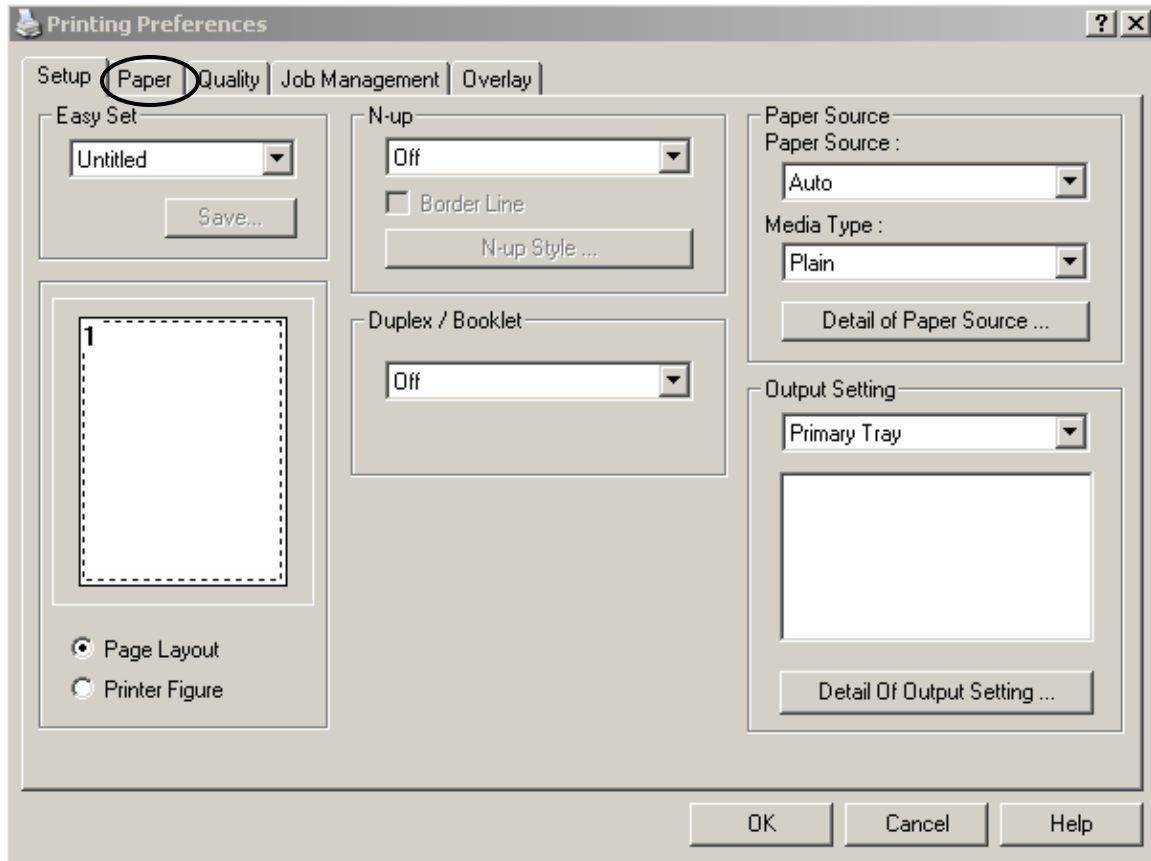 Printing Preferences
? X
Setup Paper Quality Job Management Overlay
Easy Set
Untitled
Save...
1
Page Layout
Printer Figure
N-up
Off
Border Line
N-up Style ...
Duplex / Booklet
Off
Paper Source
Paper Source :
Auto
Media Type :
Plain
Detail of Paper Source ...
Output Setting
Primary Tray
Detail Of Output Setting ...
OK Cancel Help